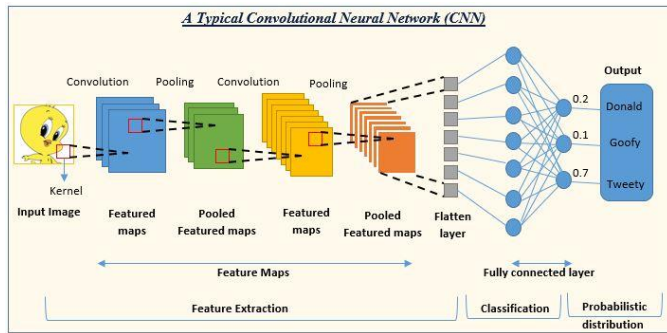 A Typical Convolutional Neural Network (CNN)
Convolution
Pooling
Convolution
Pooling
Output
0.2
Donald
0.1
Goofy
0.7
Tweety
Kernel
Input Image
Featured
maps
Pooled
Featured maps
Featured
maps
Pooled
Featured maps
Flatten
layer
Feature Maps
Fully connected layer
Feature Extraction
Classification
Probabilistic
distribution